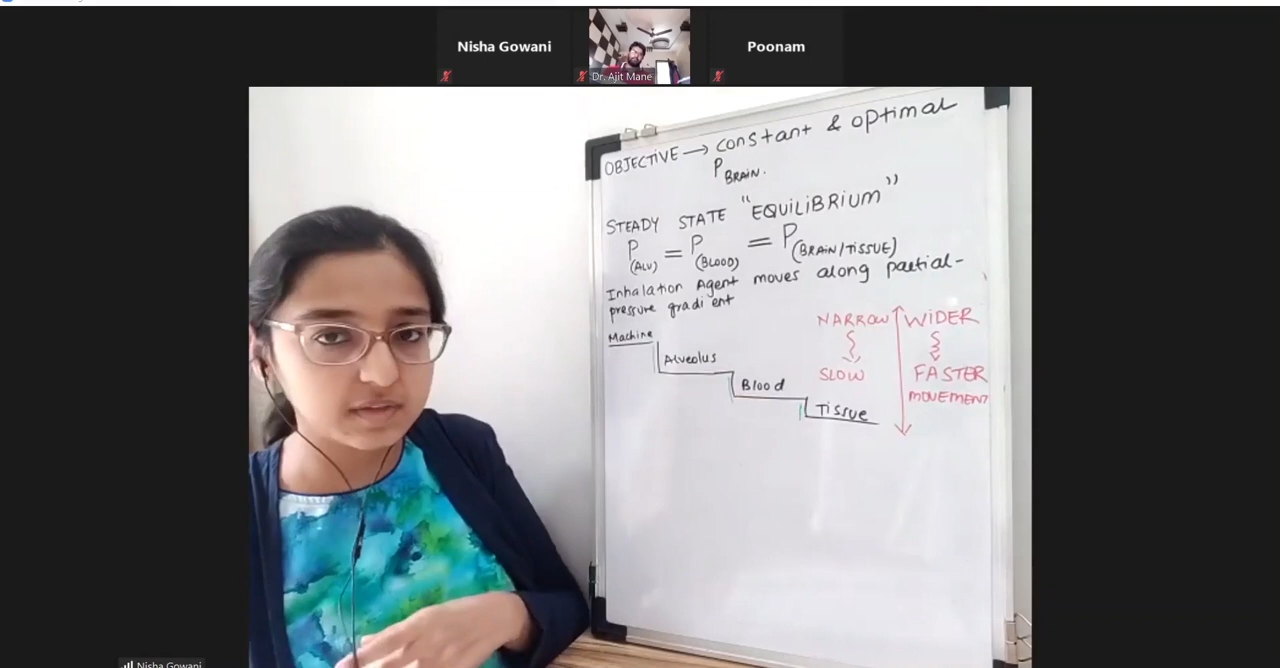 Nisha Gowani
Dr. Ajit Mane
Poonam
OBJECTIVE → constant & optimal
P BRAIN.
STEADY STATE "EQUILIBRIUM"
P (ALV) = P (BLOOD) = P (BRAIN/TISSUE)
Inhalation Agent moves along partial-
pressure gradient
Machine
Alveolus
Blood
Tissue
NARROW
SLOW
WIDER
FASTER
MOVEMENT
Nisha Gowani